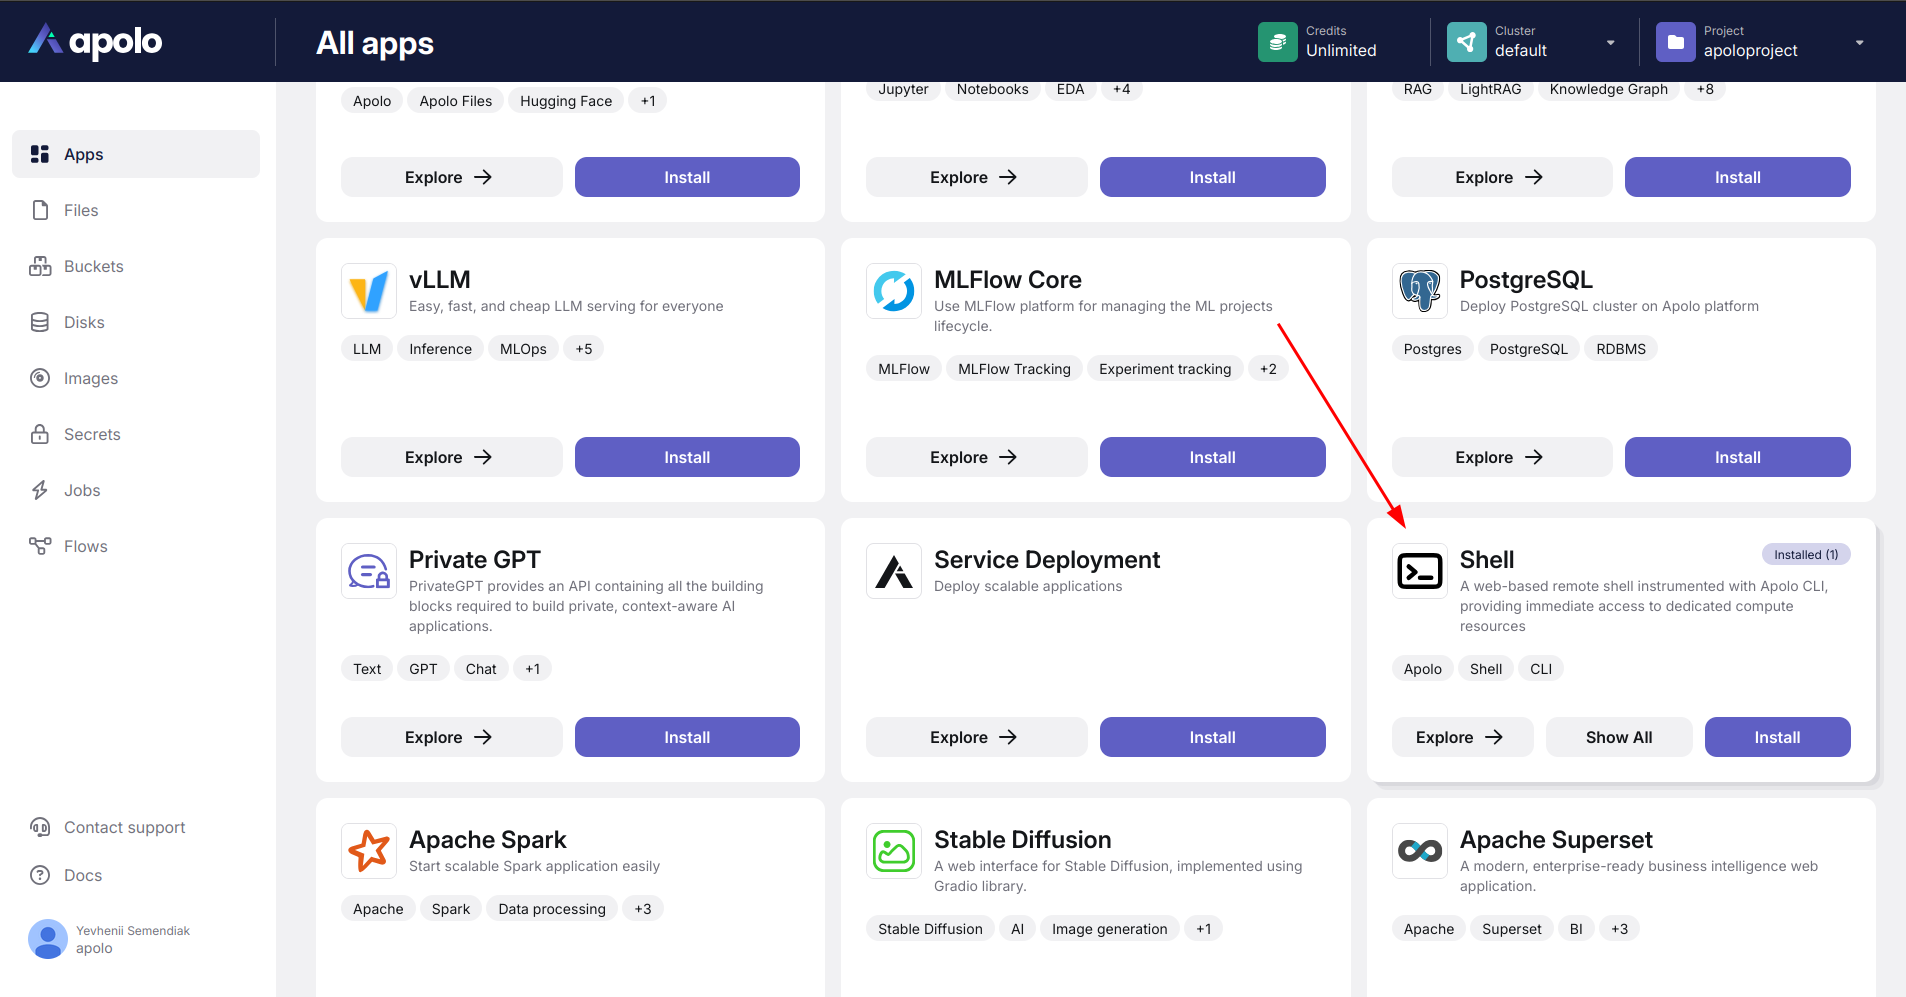 apolo
All apps
Credits
Unlimited
Cluster
default
Project
apoloproject
Apps
Files
Buckets
Disks
Images
Secrets
Jobs
Flows
Contact support
Docs
Yevhenii Semendiak
apolo
Apolo Apolo Files Hugging Face +1
Explore Install
Jupyter Notebooks EDA +4
Explore Install
RAG LightRAG Knowledge Graph +8
Explore Install
vLLM
Easy, fast, and cheap LLM serving for everyone
LLM Inference MLOps +5
Explore Install
MLFlow Core
Use MLFlow platform for managing the ML projects
lifecycle.
MLFlow MLFlow Tracking Experiment tracking +2
Explore Install
PostgreSQL
Deploy PostgreSQL cluster on Apolo platform
Postgres PostgreSQL RDBMS
Explore Install
Private GPT
PrivateGPT provides an API containing all the building
blocks required to build private, context-aware AI
applications.
Text GPT Chat +1
Explore Install
Service Deployment
Deploy scalable applications
Explore Install
Shell
Installed (1)
A web-based remote shell instrumented with Apolo CLI,
providing immediate access to dedicated compute
resources
Apolo Shell CLI
Explore Show All Install
Apache Spark
Start scalable Spark application easily
Apache Spark Data processing +3
Stable Diffusion
A web interface for Stable Diffusion, implemented using
Gradio library.
Stable Diffusion AI Image generation +1
Apache Superset
A modern, enterprise-ready business intelligence web
application.
Apache Superset BI +3